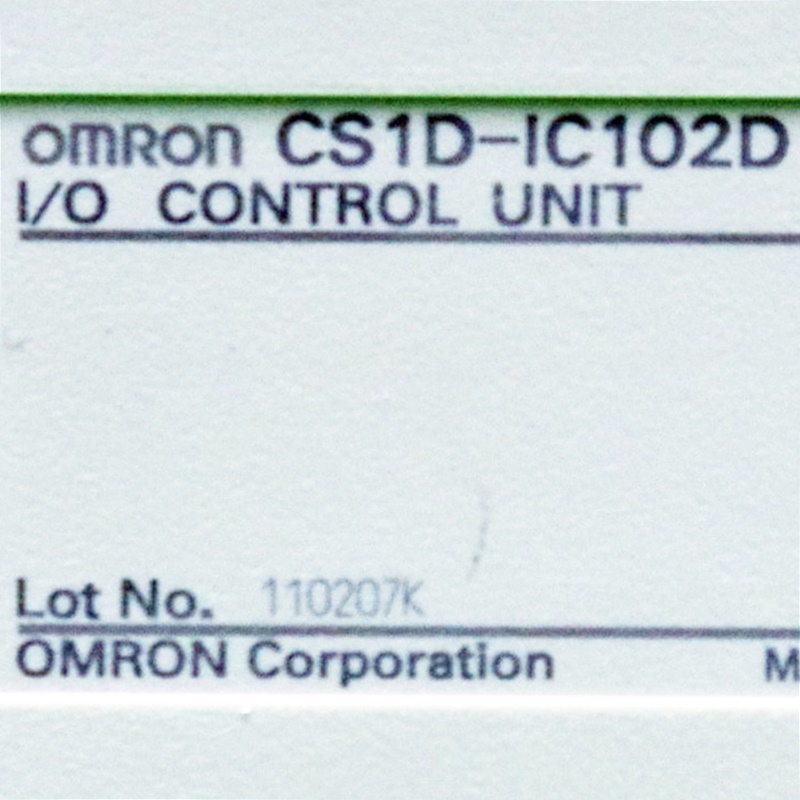 omron CS1D-IC102D
I/O CONTROL UNIT
Lot No. 110207K
OMRON Corporation M